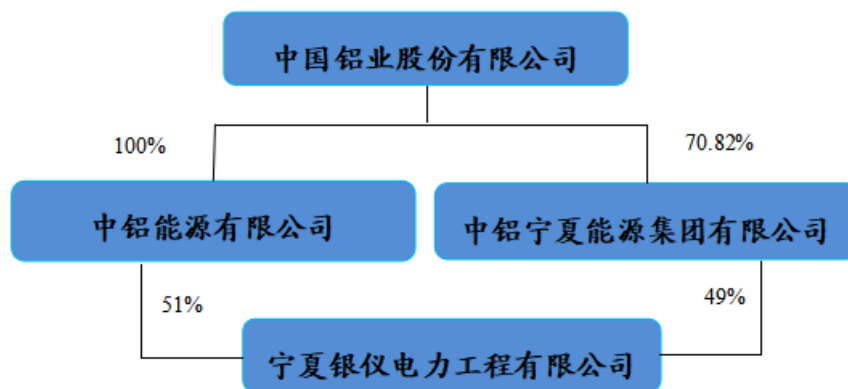 中国铝业股份有限公司
100%
70.82%
中铝能源有限公司
中铝宁夏能源集团有限公司
51%
49%
宁夏银仪电力工程有限公司